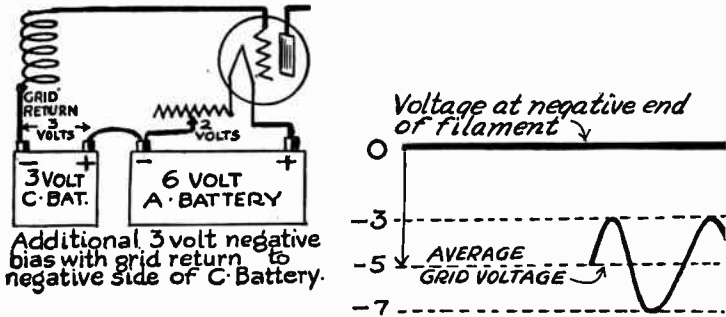 GRID
RETURN
3
VOLTS
2
VOLTS
- + - +
3 VOLT
C·BAT.
6 VOLT
A·BATTERY
Additional 3 volt negative
bias with grid return to
negative side of C·Battery.
Voltage at negative end
of filament
0
-3
-5
AVERAGE
GRID VOLTAGE
-7